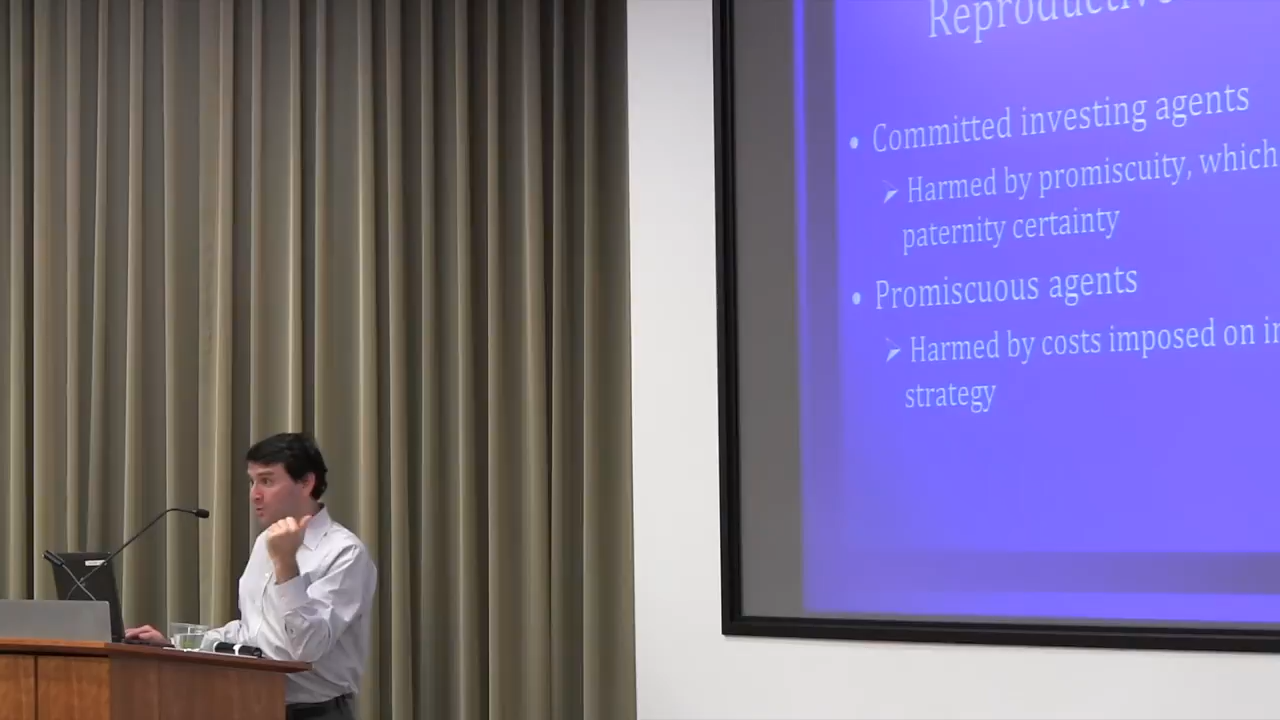 Reproductive
• Committed investing agents
➢ Harmed by promiscuity, which
paternity certainty
• Promiscuous agents
➢ Harmed by costs imposed on in
strategy